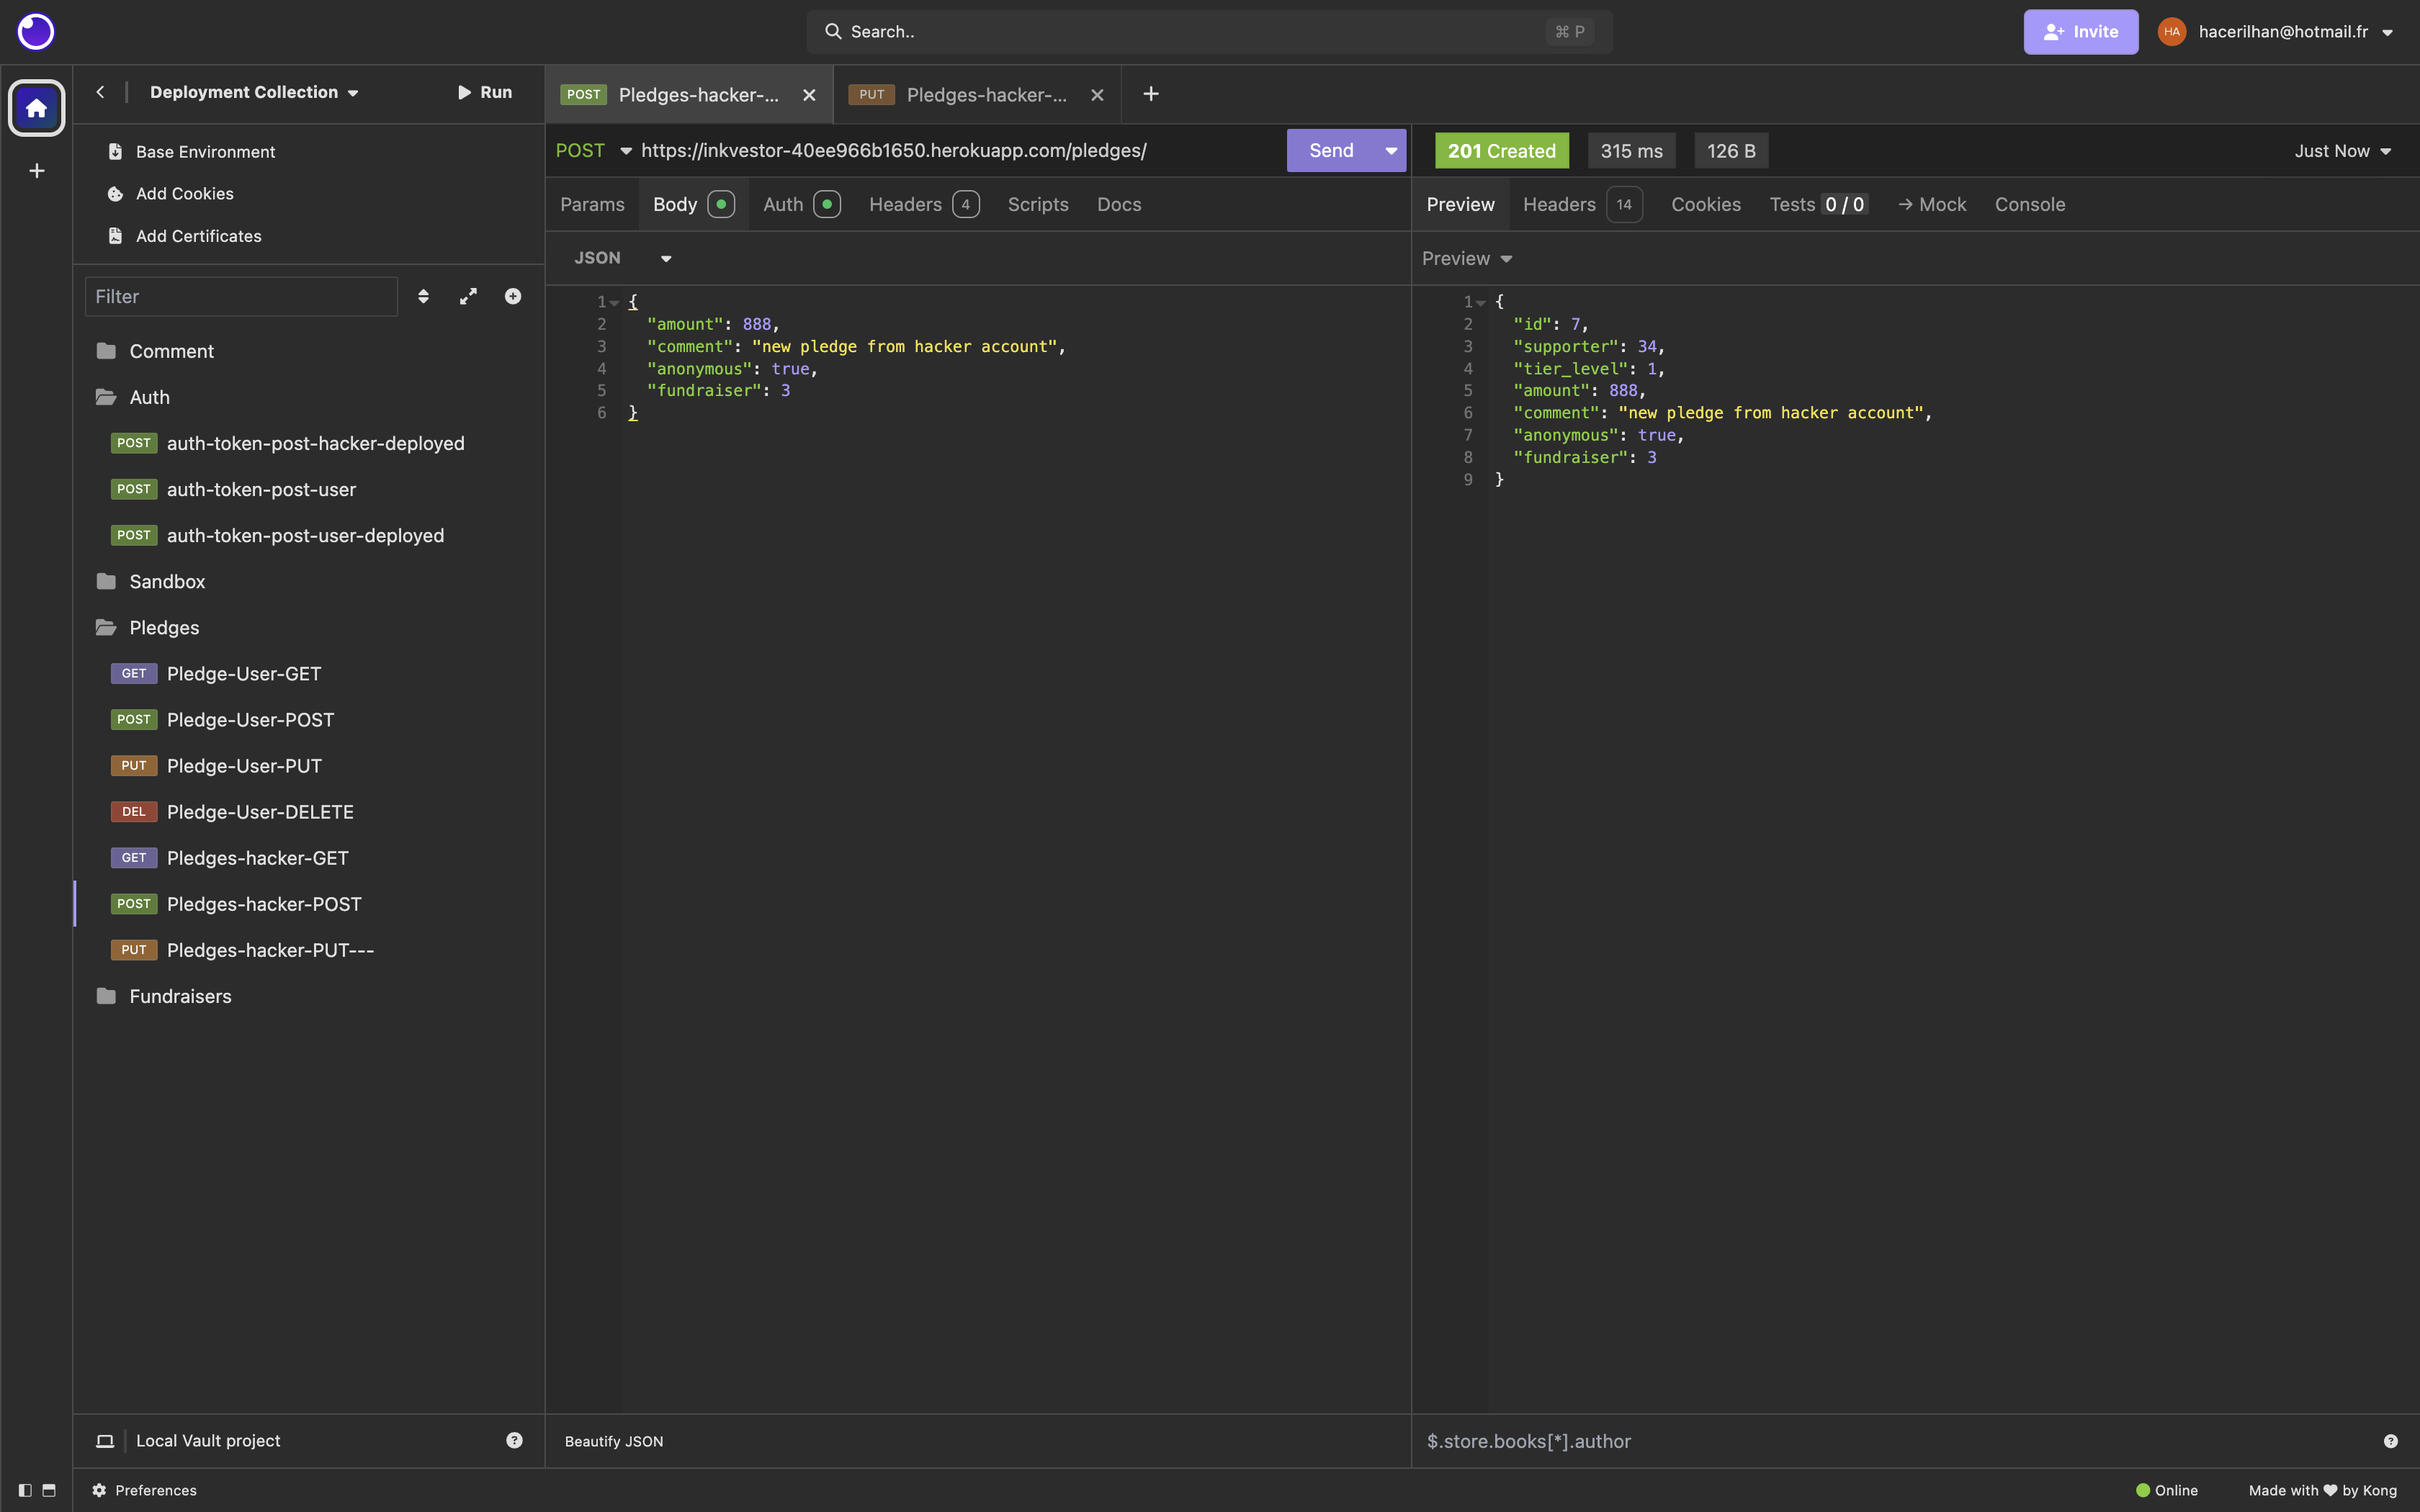 Search..
⌘ P
Invite
HA
hacerilhan@hotmail.fr
Deployment Collection
Run
Base Environment
Add Cookies
Add Certificates
Filter
Comment
Auth
POST auth-token-post-hacker-deployed
POST auth-token-post-user
POST auth-token-post-user-deployed
Sandbox
Pledges
GET Pledge-User-GET
POST Pledge-User-POST
PUT Pledge-User-PUT
DEL Pledge-User-DELETE
GET Pledges-hacker-GET
POST Pledges-hacker-POST
PUT Pledges-hacker-PUT---
Fundraisers
Local Vault project
Preferences
POST Pledges-hacker-...
PUT Pledges-hacker-...
POST https://inkvestor-40ee966b1650.herokuapp.com/pledges/
Send
Params Body Auth Headers 4 Scripts Docs
JSON
1 {
2 "amount": 888,
3 "comment": "new pledge from hacker account",
4 "anonymous": true,
5 "fundraiser": 3
6 }
Beautify JSON
201 Created 315 ms 126 B Just Now
Preview Headers 14 Cookies Tests 0 / 0 → Mock Console
Preview
1 {
2 "id": 7,
3 "supporter": 34,
4 "tier_level": 1,
5 "amount": 888,
6 "comment": "new pledge from hacker account",
7 "anonymous": true,
8 "fundraiser": 3
9 }
$.store.books[*].author
Online
Made with ♥ by Kong